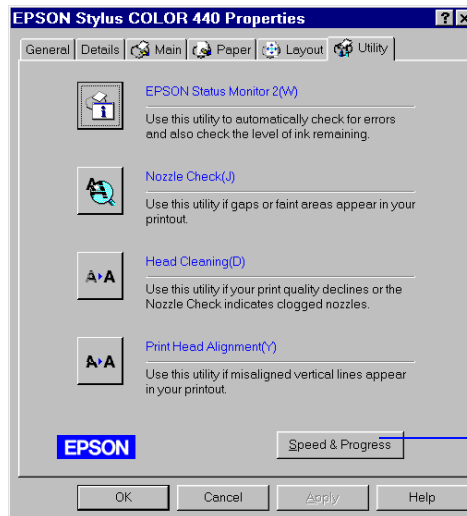 EPSON Stylus COLOR 440 Properties
General Details Main Paper Layout Utility
EPSON Status Monitor 2(W)
Use this utility to automatically check for errors
and also check the level of ink remaining.
Nozzle Check(J)
Use this utility if gaps or faint areas appear in your
printout.
Head Cleaning(D)
Use this utility if your print quality declines or the
Nozzle Check indicates clogged nozzles.
Print Head Alignment(Y)
Use this utility if misaligned vertical lines appear
in your printout.
EPSON Speed & Progress
OK Cancel Apply Help